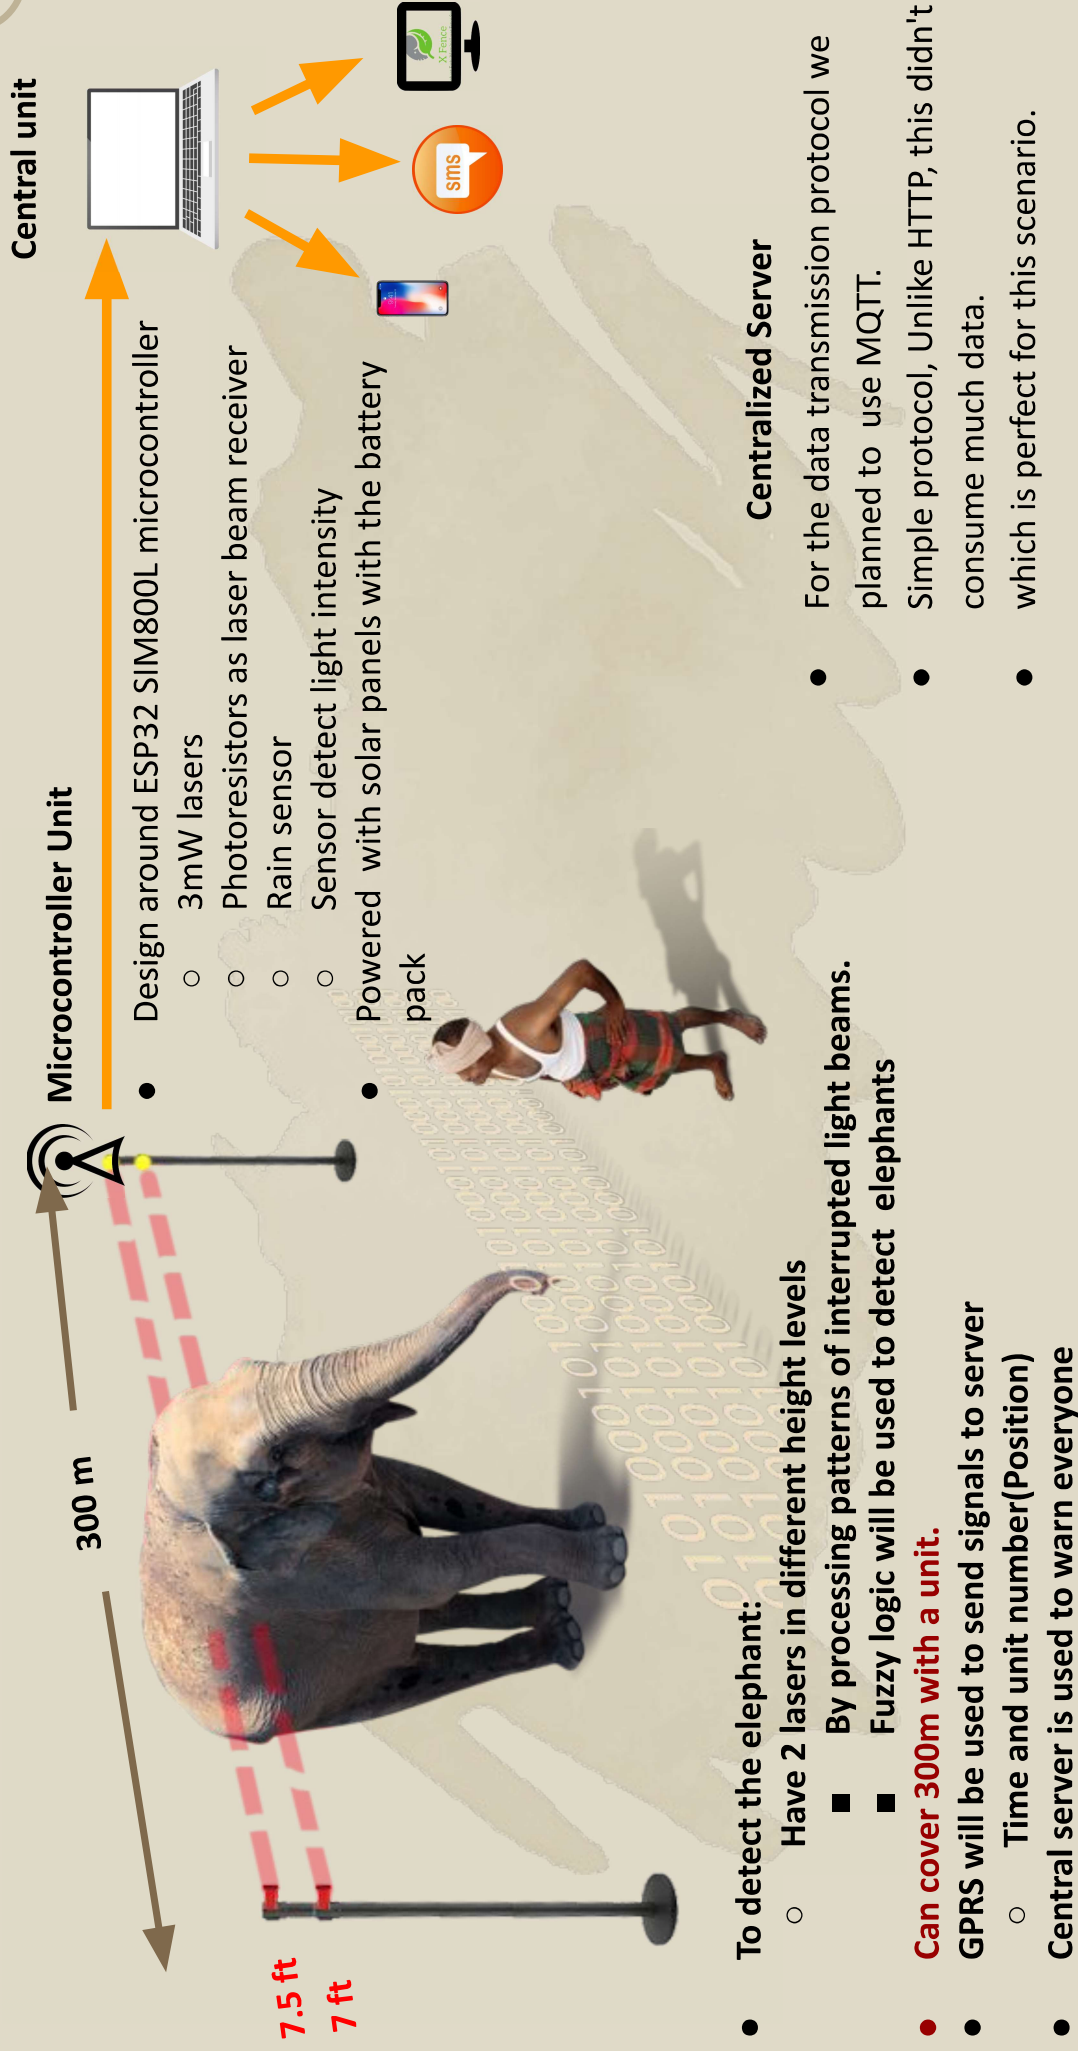 Central unit
Microcontroller Unit
300 m
7.5 ft
7 ft
sms
X Fence
● Design around ESP32 SIM800L microcontroller
○ 3mW lasers
○ Photoresistors as laser beam receiver
○ Rain sensor
○ Sensor detect light intensity
● Powered with solar panels with the battery
pack
● To detect the elephant:
○ Have 2 lasers in different height levels
■ By processing patterns of interrupted light beams.
■ Fuzzy logic will be used to detect elephants
● Can cover 300m with a unit.
● GPRS will be used to send signals to server
○ Time and unit number(Position)
● Central server is used to warn everyone
Centralized Server
● For the data transmission protocol we
planned to use MQTT.
● Simple protocol, Unlike HTTP, this didn't
consume much data.
● which is perfect for this scenario.